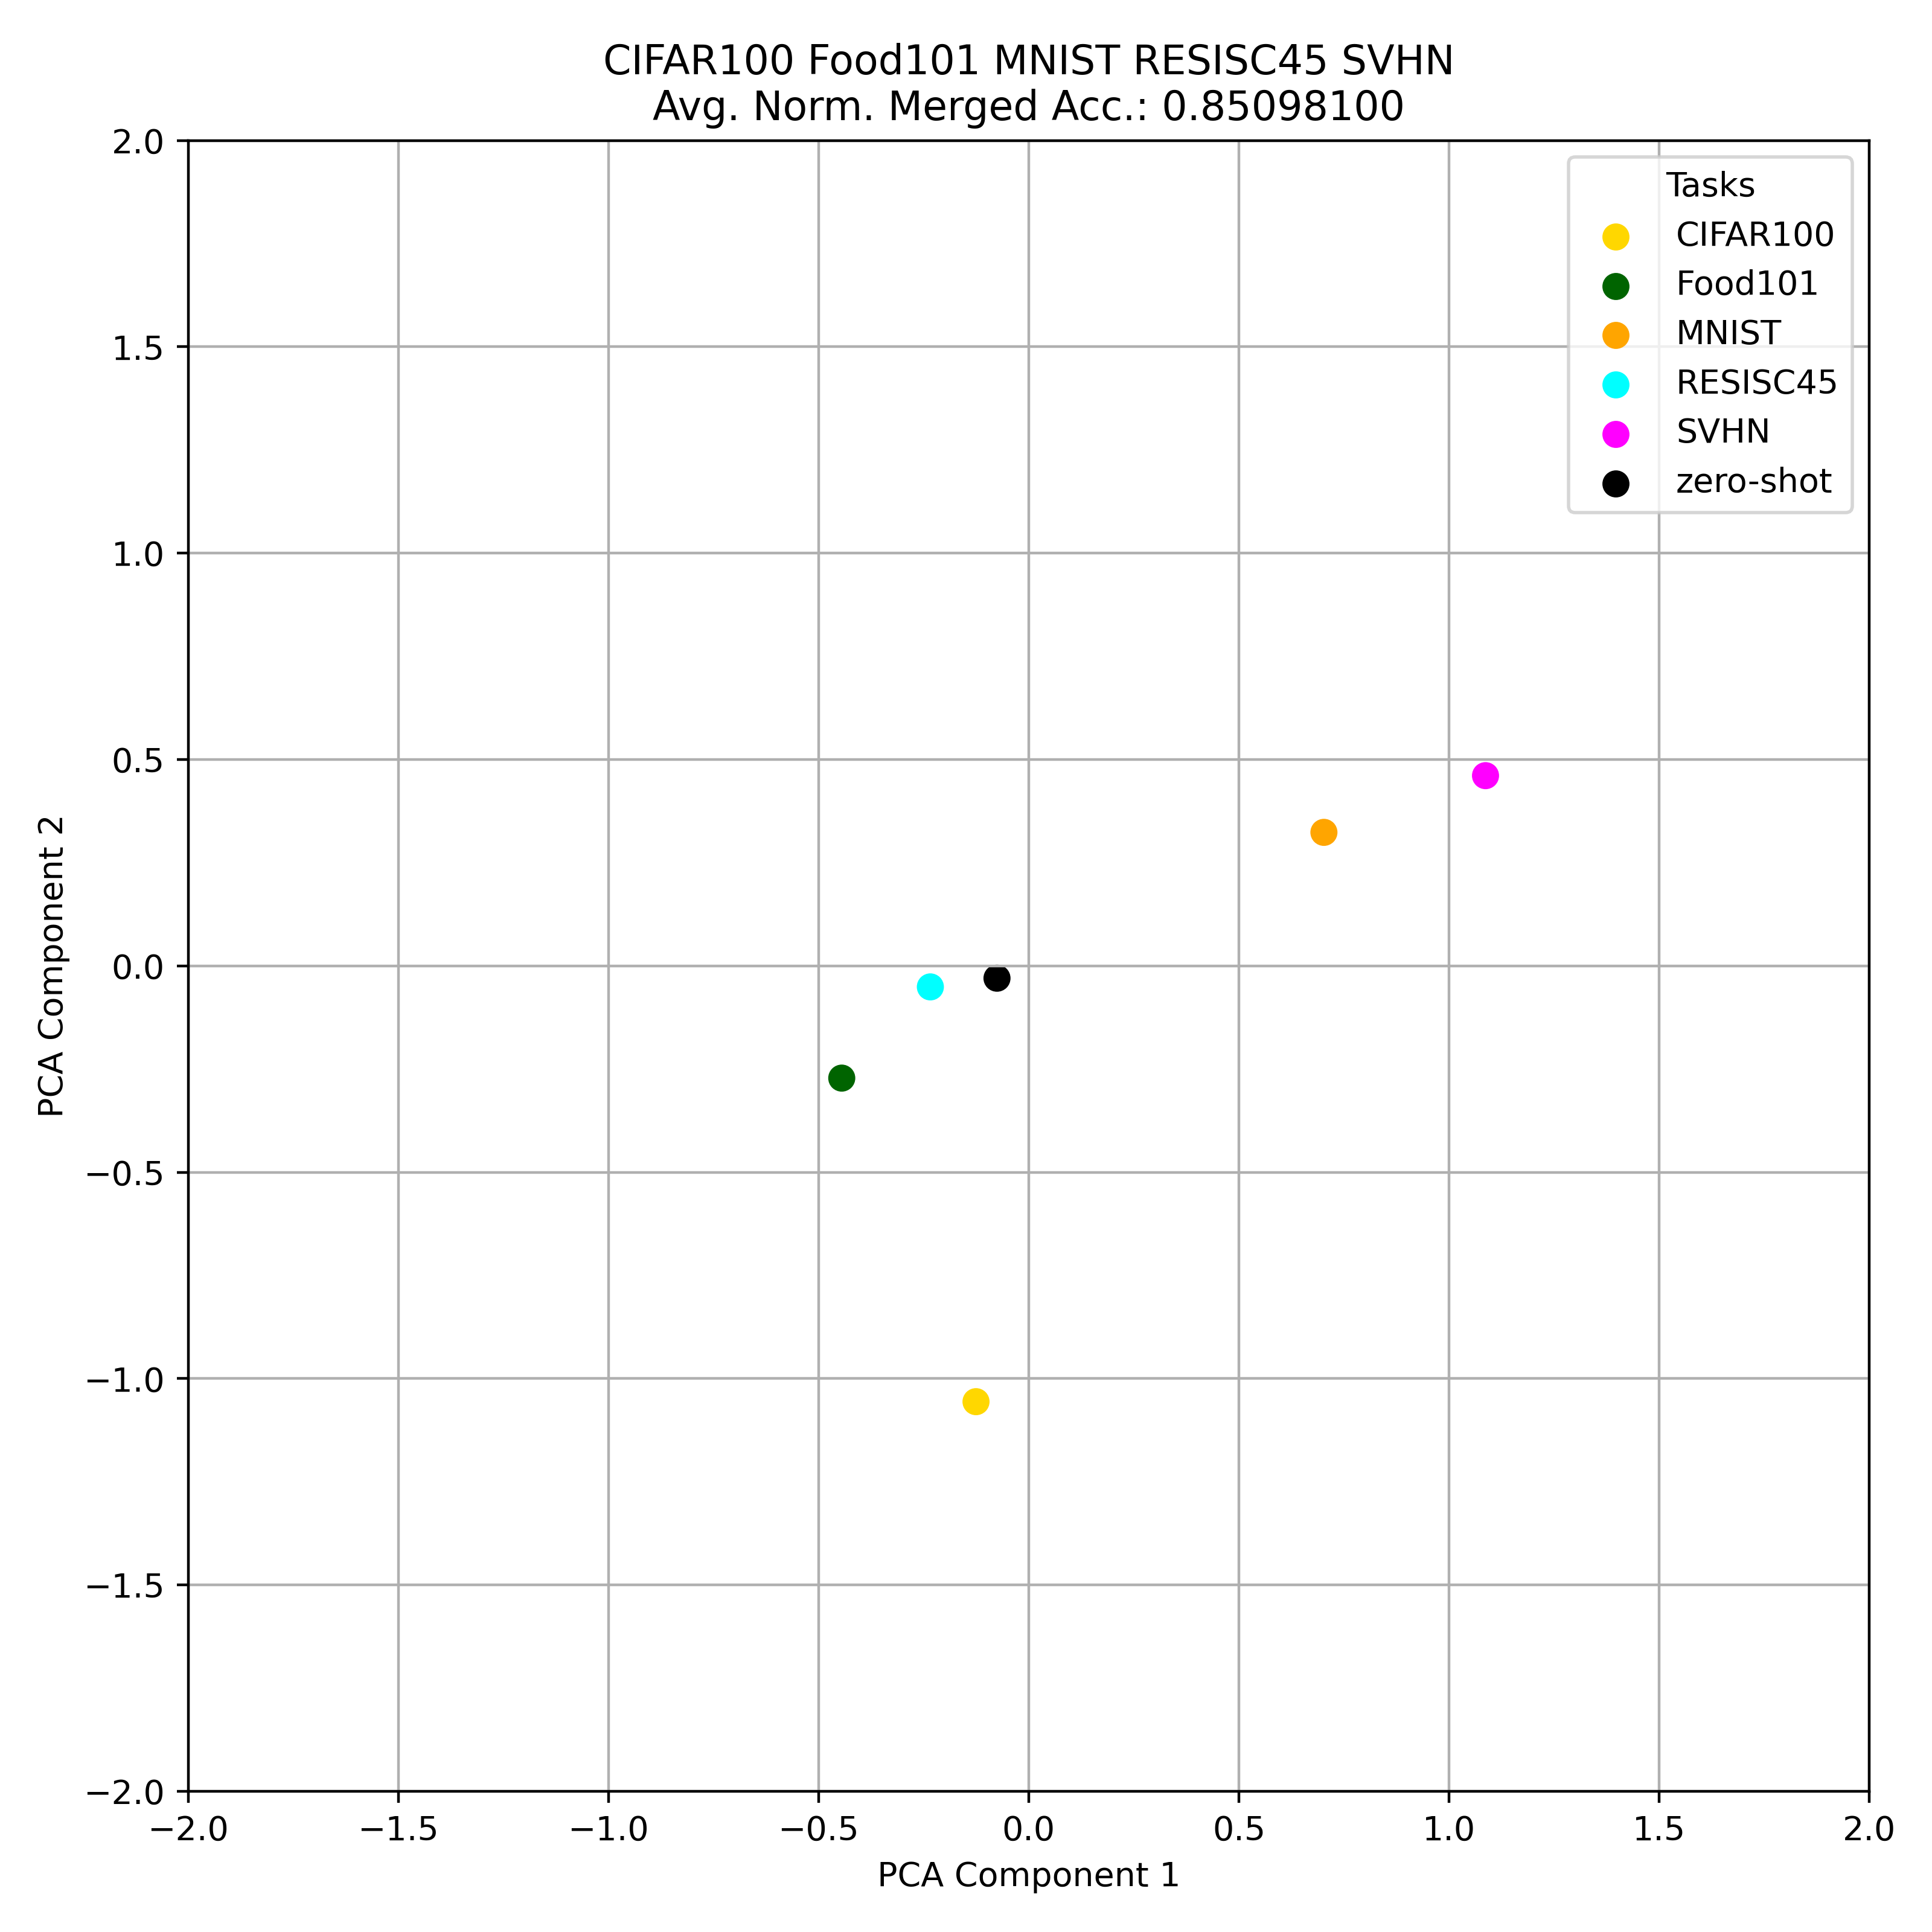 CIFAR100 Food101 MNIST RESISC45 SVHN
Avg. Norm. Merged Acc.: 0.85098100
Tasks
CIFAR100
Food101
MNIST
RESISC45
SVHN
zero-shot
2.0
1.5
1.0
0.5
0.0
−0.5
−1.0
−1.5
−2.0
PCA Component 2
−2.0 −1.5 −1.0 −0.5 0.0 0.5 1.0 1.5 2.0
PCA Component 1